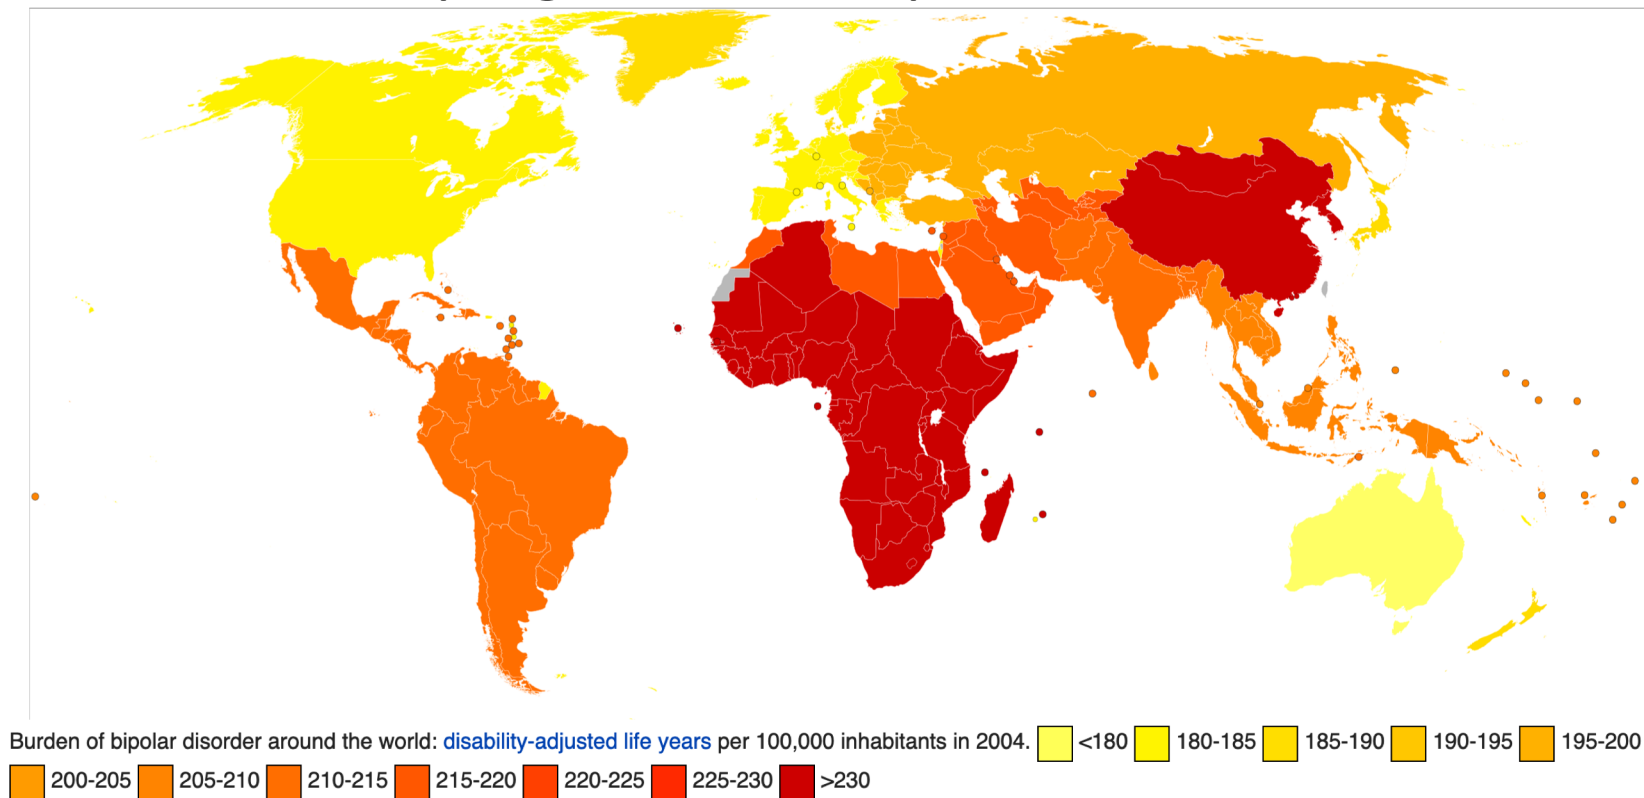 Burden of bipolar disorder around the world: disability-adjusted life years per 100,000 inhabitants in 2004. <180 180-185 185-190 190-195 195-200
200-205 205-210 210-215 215-220 220-225 225-230 >230